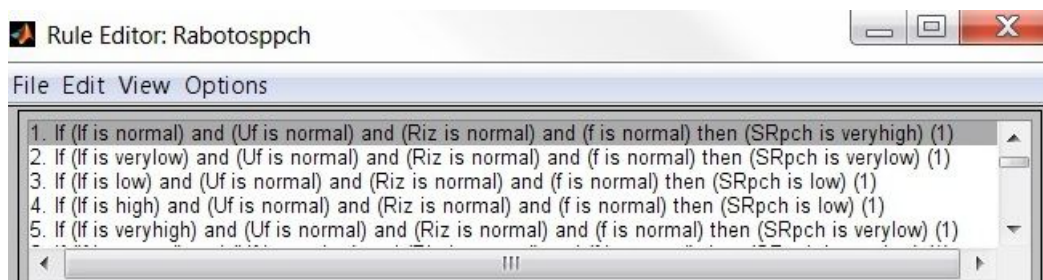 Rule Editor: Rabotosppch
File Edit View Options
1. If (If is normal) and (Uf is normal) and (Riz is normal) and (f is normal) then (SRpch is veryhigh) (1)
2. If (If is verylow) and (Uf is normal) and (Riz is normal) and (f is normal) then (SRpch is verylow) (1)
3. If (If is low) and (Uf is normal) and (Riz is normal) and (f is normal) then (SRpch is low) (1)
4. If (If is high) and (Uf is normal) and (Riz is normal) and (f is normal) then (SRpch is low) (1)
5. If (If is veryhigh) and (Uf is normal) and (Riz is normal) and (f is normal) then (SRpch is verylow) (1)